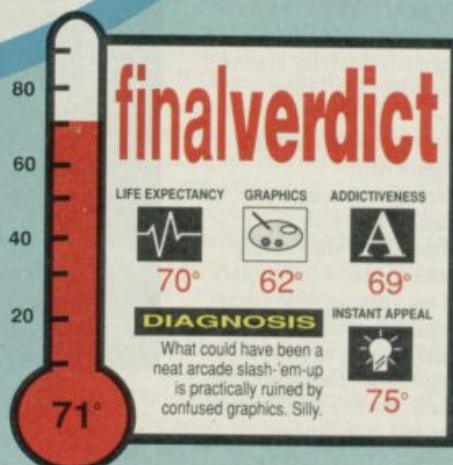 80
60
40
20
71°
finalverdict
LIFE EXPECTANCY GRAPHICS ADDICTIVENESS
A
70° 62° 69°
DIAGNOSIS
What could have been a
neat arcade slash-'em-up
is practically ruined by
confused graphics. Silly.
INSTANT APPEAL
75°